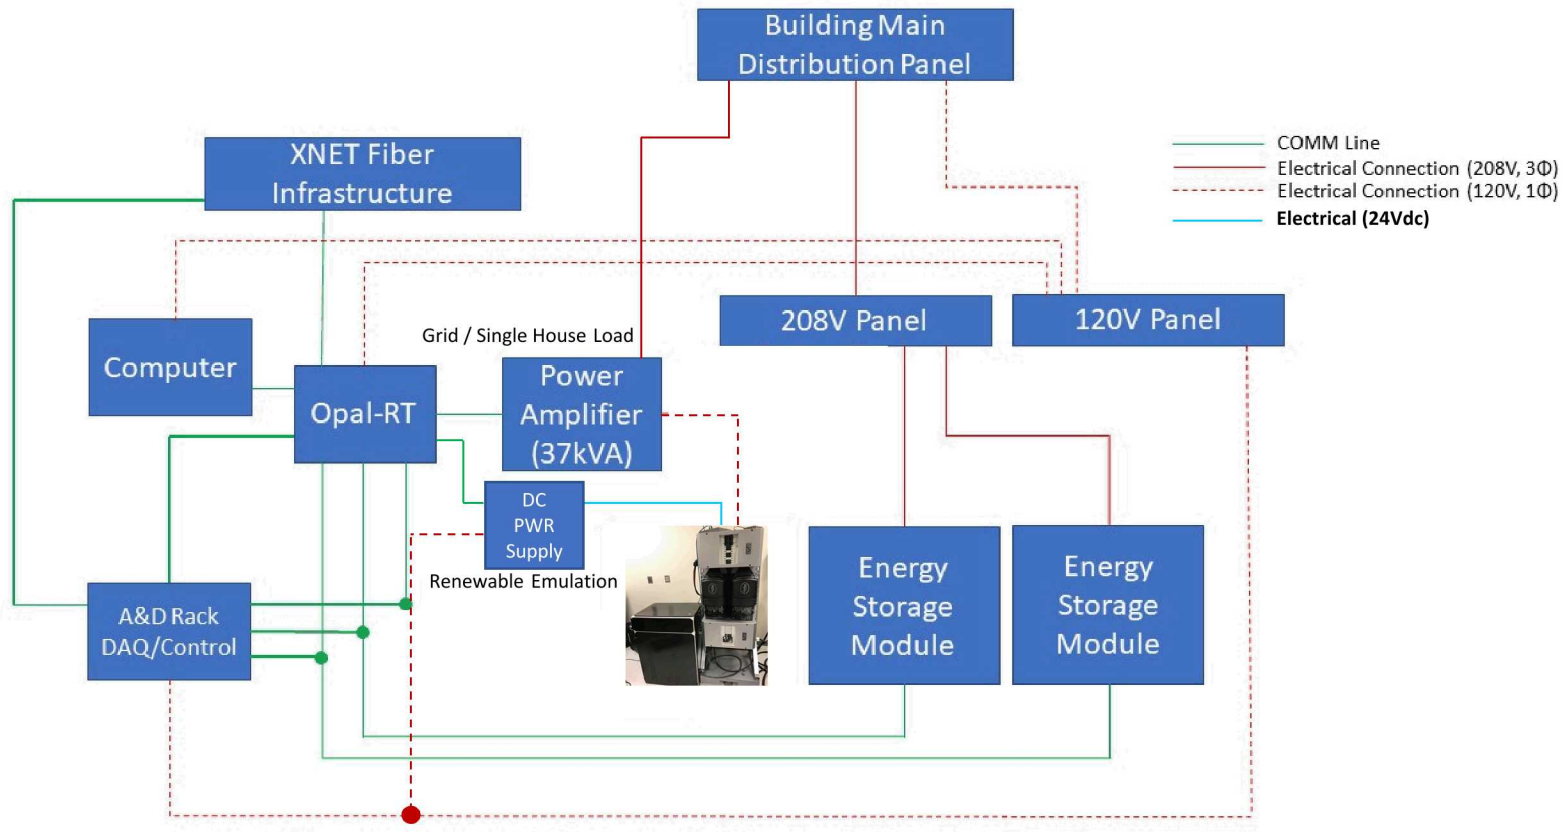 Building Main
Distribution Panel
XNET Fiber
Infrastructure
COMM Line
Electrical Connection (208V, 3Φ)
Electrical Connection (120V, 1Φ)
Electrical (24Vdc)
208V Panel
120V Panel
Grid / Single House Load
Computer
Opal-RT
Power
Amplifier
(37kVA)
DC
PWR
Supply
Renewable Emulation
A&D Rack
DAQ/Control
Energy
Storage
Module
Energy
Storage
Module